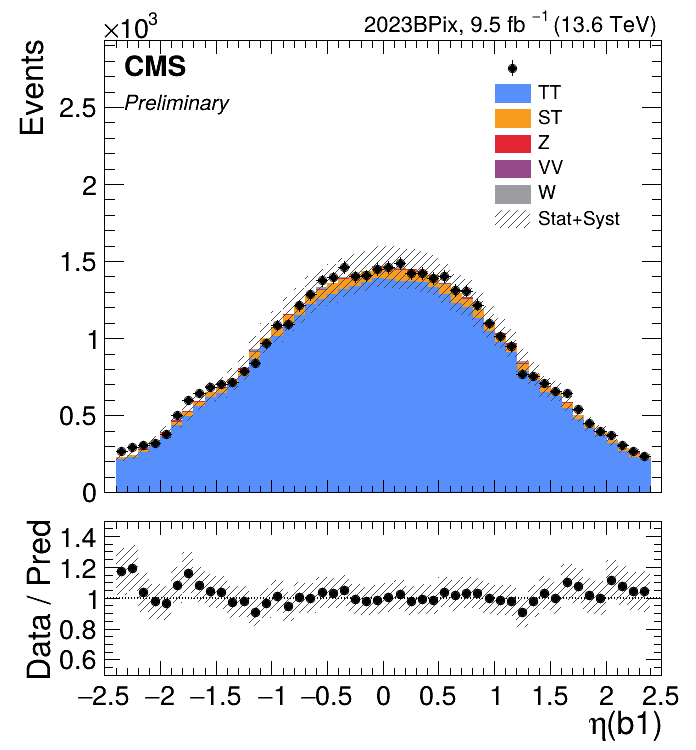 ×10³ 2023BPix, 9.5 fb⁻¹ (13.6 TeV)
CMS
Preliminary
TT
ST
Z
VV
W
Stat+Syst
Events
2.5
2
1.5
1
0.5
0
Data / Pred
1.4
1.2
1
0.8
0.6
−2.5 −2 −1.5 −1 −0.5 0 0.5 1 1.5 2 2.5
η(b1)